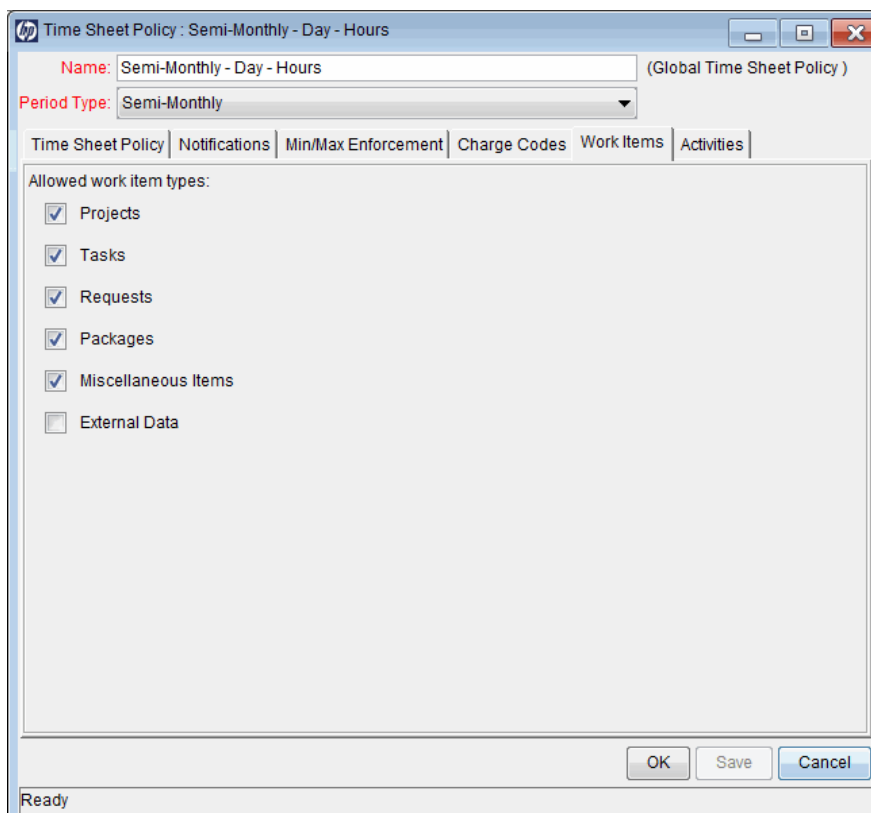 hp Time Sheet Policy : Semi-Monthly - Day - Hours
Name: Semi-Monthly - Day - Hours (Global Time Sheet Policy )
Period Type: Semi-Monthly
Time Sheet Policy Notifications Min/Max Enforcement Charge Codes Work Items Activities
Allowed work item types:
Projects
Tasks
Requests
Packages
Miscellaneous Items
External Data
OK Save Cancel
Ready